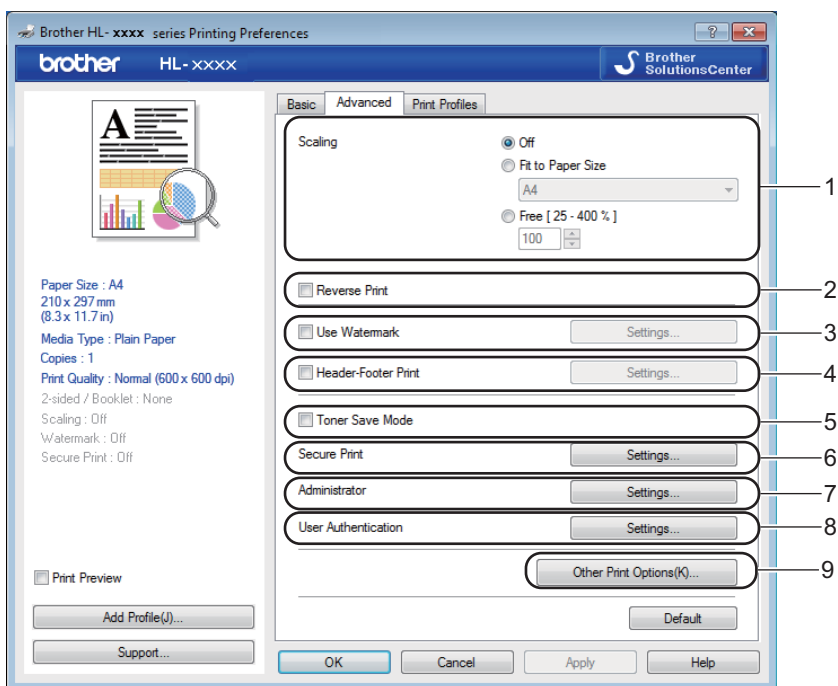 Brother HL- xxxx series Printing Preferences
brother HL-xxxx
Brother
SolutionsCenter
A
Paper Size : A4
210 x 297 mm
(8.3 x 11.7 in)
Media Type : Plain Paper
Copies : 1
Print Quality : Normal (600 x 600 dpi)
2-sided / Booklet : None
Scaling : Off
Watermark : Off
Secure Print : Off
Print Preview
Add Profile(J)...
Support...
Basic Advanced Print Profiles
Scaling Off
Fit to Paper Size
A4
Free [ 25 - 400 % ]
100
1
Reverse Print 2
Use Watermark Settings... 3
Header-Footer Print Settings... 4
Toner Save Mode 5
Secure Print Settings... 6
Administrator Settings... 7
User Authentication Settings... 8
Other Print Options(K)... 9
Default
OK Cancel Apply Help